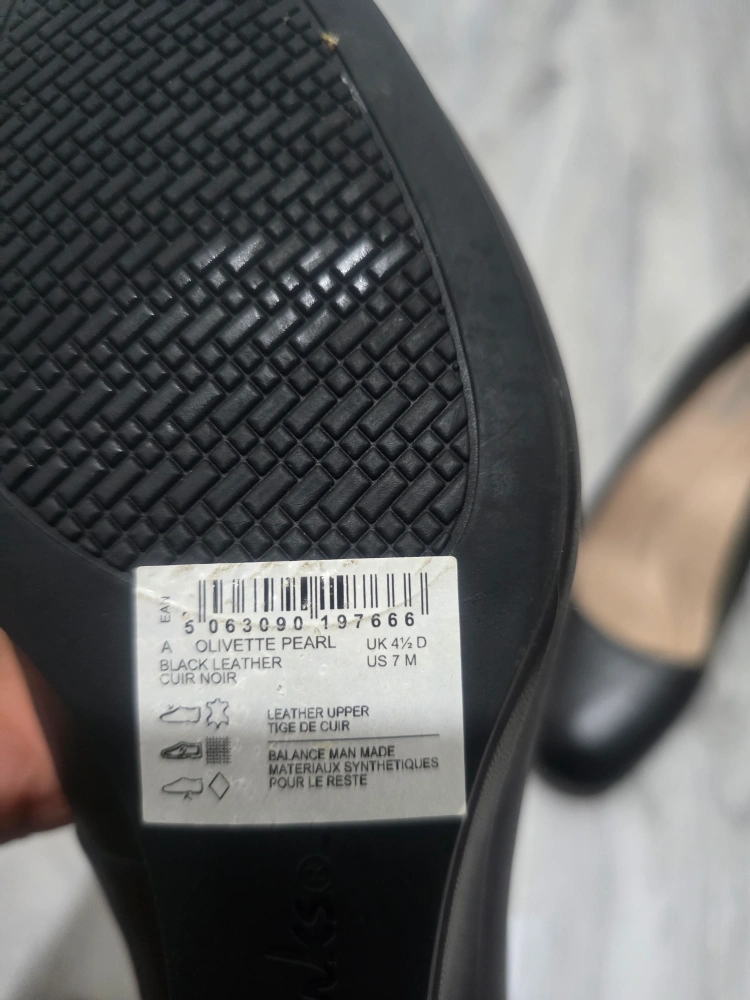 EAN
5 063090 197666
A OLIVETTE PEARL UK 4½ D
BLACK LEATHER US 7 M
CUIR NOIR
LEATHER UPPER
TIGE DE CUIR
BALANCE MAN MADE
MATERIAUX SYNTHETIQUES
POUR LE RESTE